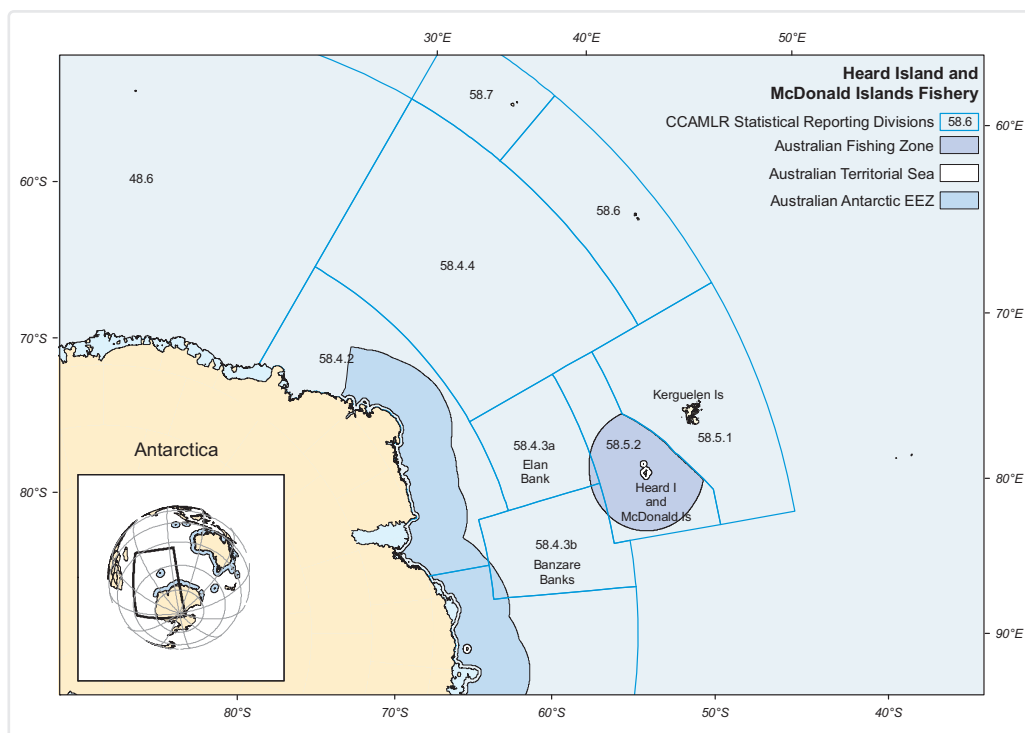 30°E
40°E
50°E
Heard Island and
McDonald Islands Fishery
CCAMLR Statistical Reporting Divisions
58.6
Australian Fishing Zone
Australian Territorial Sea
Australian Antarctic EEZ
58.7
60°E
48.6
60°S
58.6
58.4.4
70°E
70°S
58.4.2
Kerguelen Is
58.5.1
58.4.3a
Elan
Bank
58.5.2
Antarctica
Heard I
and
McDonald Is
80°S
80°E
58.4.3b
Banzare
Banks
90°E
80°S
70°S
60°S
50°S
40°S